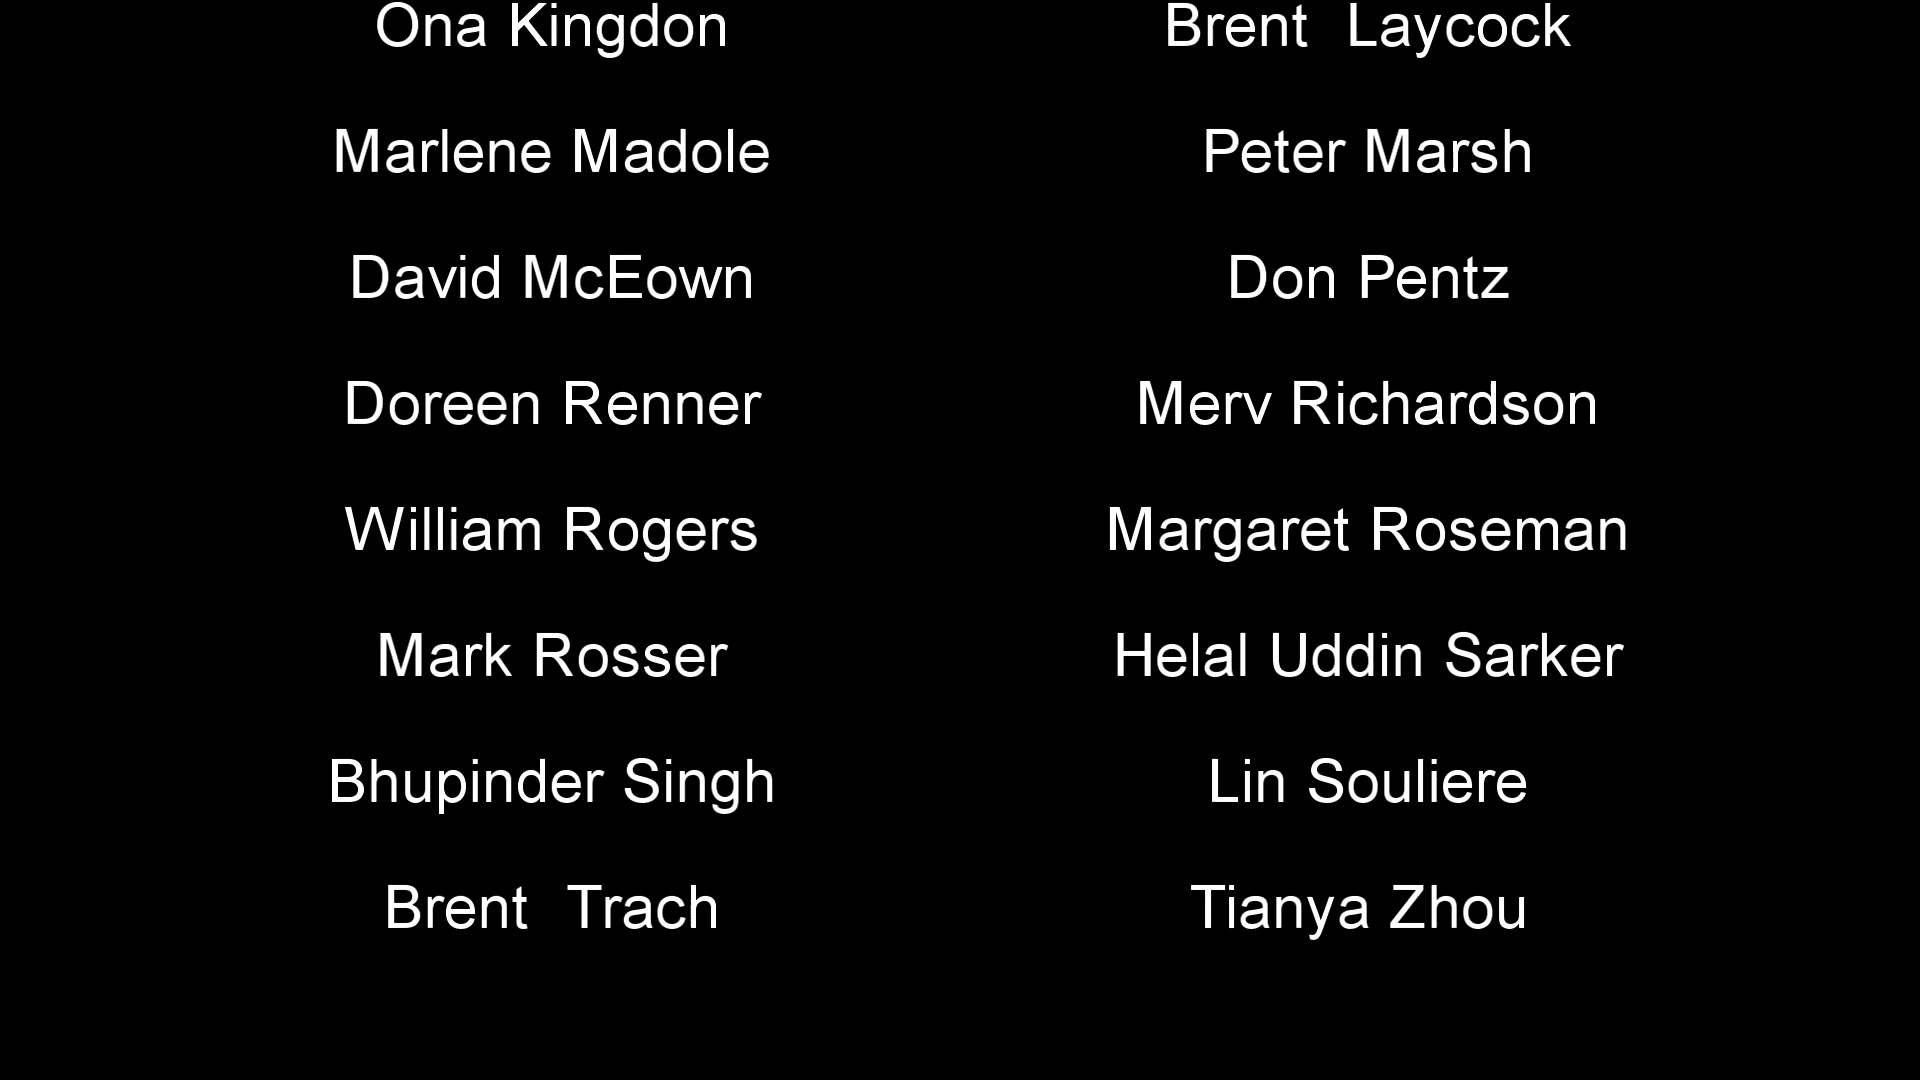 Ona Kingdon Brent  Laycock
Marlene Madole Peter Marsh
David McEown Don Pentz
Doreen Renner Merv Richardson
William Rogers Margaret Roseman
Mark Rosser Helal Uddin Sarker
Bhupinder Singh Lin Souliere
Brent  Trach Tianya Zhou